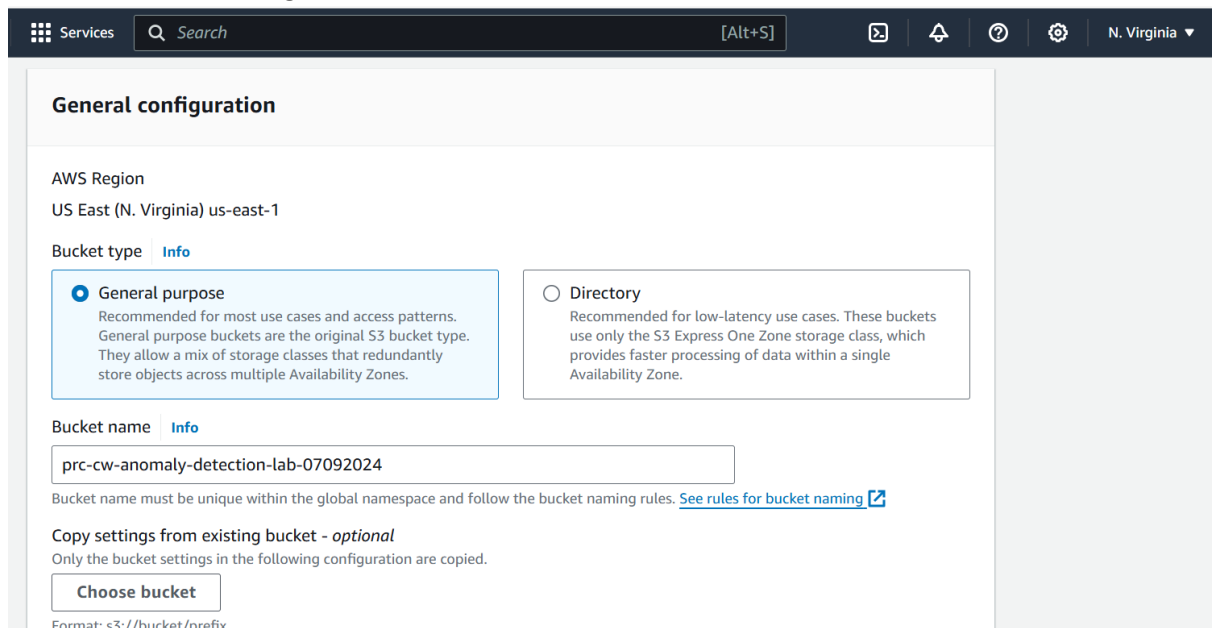 Services
Search
[Alt+S]
N. Virginia ▼
General configuration
AWS Region
US East (N. Virginia) us-east-1
Bucket type Info
General purpose
Recommended for most use cases and access patterns.
General purpose buckets are the original S3 bucket type.
They allow a mix of storage classes that redundantly
store objects across multiple Availability Zones.
Directory
Recommended for low-latency use cases. These buckets
use only the S3 Express One Zone storage class, which
provides faster processing of data within a single
Availability Zone.
Bucket name Info
prc-cw-anomaly-detection-lab-07092024
Bucket name must be unique within the global namespace and follow the bucket naming rules. See rules for bucket naming
Copy settings from existing bucket - optional
Only the bucket settings in the following configuration are copied.
Choose bucket
Format: s3://bucket/prefix